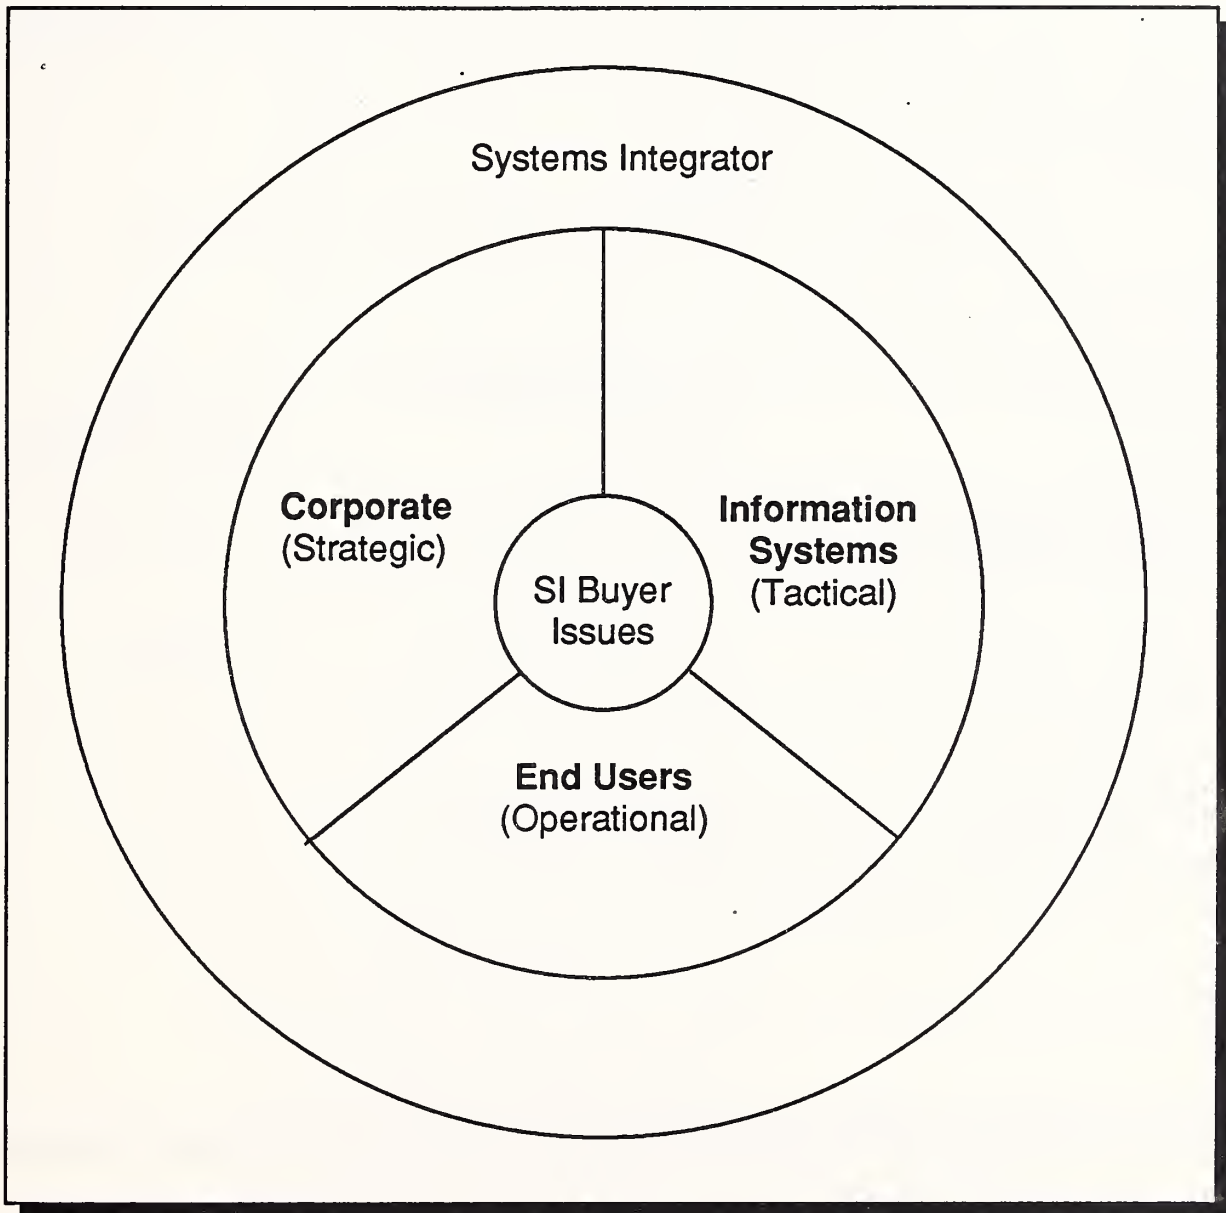 Systems Integrator
Corporate
(Strategic)
Information
Systems
(Tactical)
SI Buyer
Issues
End Users
(Operational)